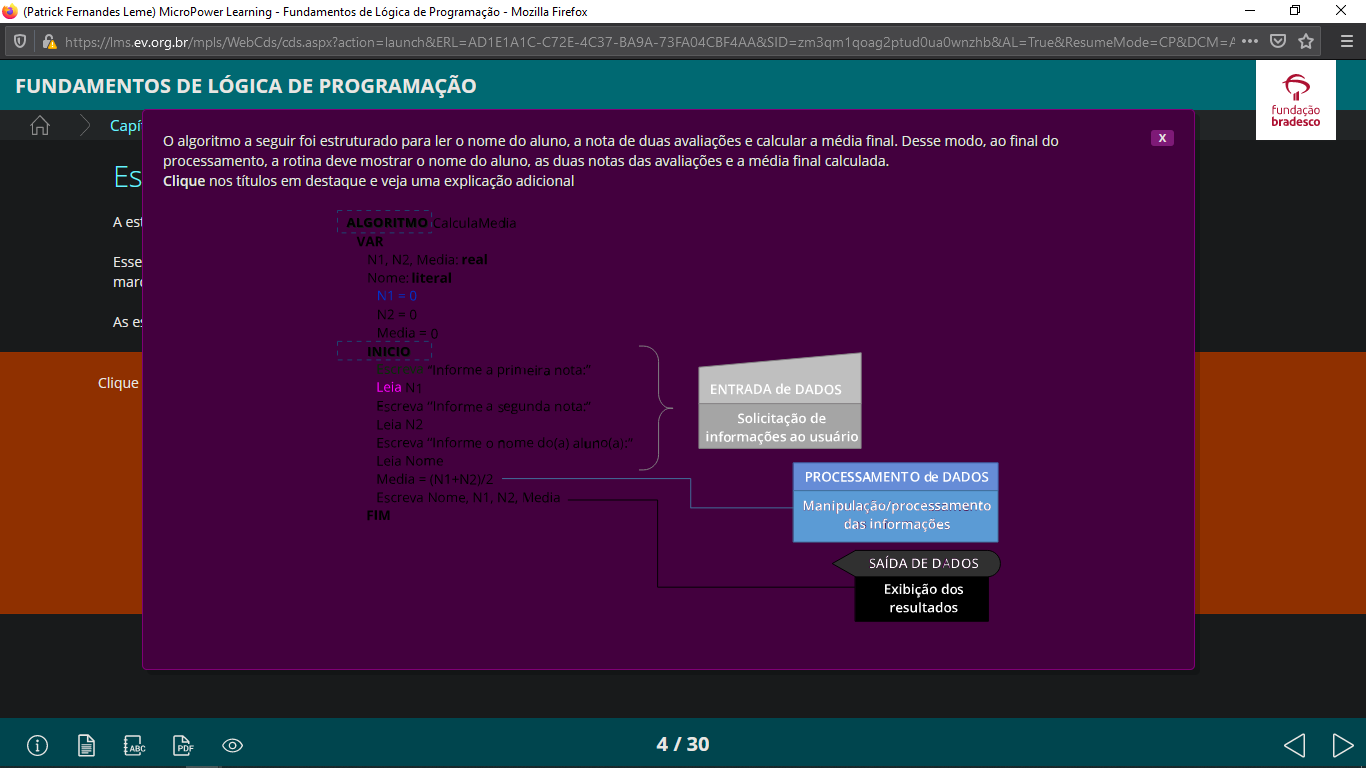 (Patrick Fernandes Leme) MicroPower Learning - Fundamentos de Lógica de Programação - Mozilla Firefox
https://lms.ev.org.br/mpls/WebCds/cds.aspx?action=launch&ERL=AD1E1A1C-C72E-4C37-BA9A-73FA04CBF4AA&SID=zm3qm1qoag2ptud0ua0wnzhb&AL=True&ResumeMode=CP&DCM=A
FUNDAMENTOS DE LÓGICA DE PROGRAMAÇÃO
fundação
bradesco
Capí
Es
A est
Esse
marc
As es
Clique
O algoritmo a seguir foi estruturado para ler o nome do aluno, a nota de duas avaliações e calcular a média final. Desse modo, ao final do
processamento, a rotina deve mostrar o nome do aluno, as duas notas das avaliações e a média final calculada.
Clique nos títulos em destaque e veja uma explicação adicional
X
ALGORITMO CalculaMedia
VAR
N1, N2, Media: real
Nome: literal
N1 = 0
N2 = 0
Media = 0
INICIO
"Informe a primeira nota:"
Leia N1
Escreva "Informe a segunda nota:"
Leia N2
Escreva "Informe o nome do(a) aluno(a):"
Leia Nome
Media = (N1+N2)/2
Escreva Nome, N1, N2, Media
FIM
ENTRADA de DADOS
Solicitação de
informações ao usuário
PROCESSAMENTO de DADOS
Manipulação/processamento
das informações
SAÍDA DE DADOS
Exibição dos
resultados
ABC
PDF
4 / 30